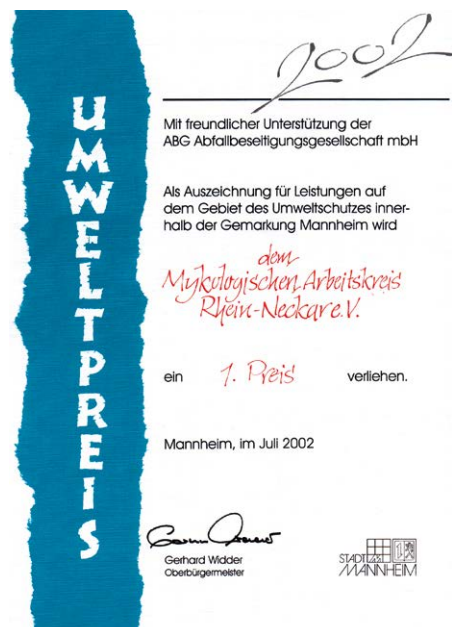 2002
UMWELTPREIS
Mit freundlicher Unterstützung der
ABG Abfallbeseitigungsgesellschaft mbH
Als Auszeichnung für Leistungen auf
dem Gebiet des Umweltschutzes inner-
halb der Gemarkung Mannheim wird
dem
Mykologischen Arbeitskreis
Rhein-Neckar e.V.
ein 1. Preis verliehen.
Mannheim, im Juli 2002
Gerhard Widder
Oberbürgermeister
STADT
MANNHEIM